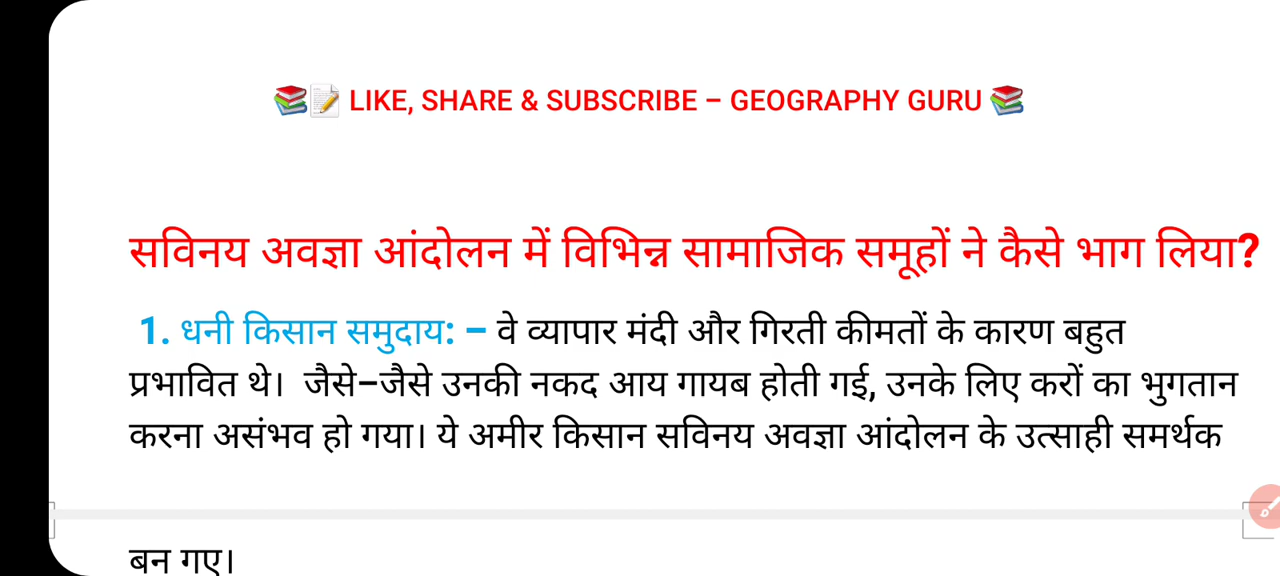 📚📝 LIKE, SHARE & SUBSCRIBE – GEOGRAPHY GURU 📚
सविनय अवज्ञा आंदोलन में विभिन्न सामाजिक समूहों ने कैसे भाग लिया?
1. धनी किसान समुदाय: – वे व्यापार मंदी और गिरती कीमतों के कारण बहुत
प्रभावित थे। जैसे–जैसे उनकी नकद आय गायब होती गई, उनके लिए करों का भुगतान
करना असंभव हो गया। ये अमीर किसान सविनय अवज्ञा आंदोलन के उत्साही समर्थक
बन गए।